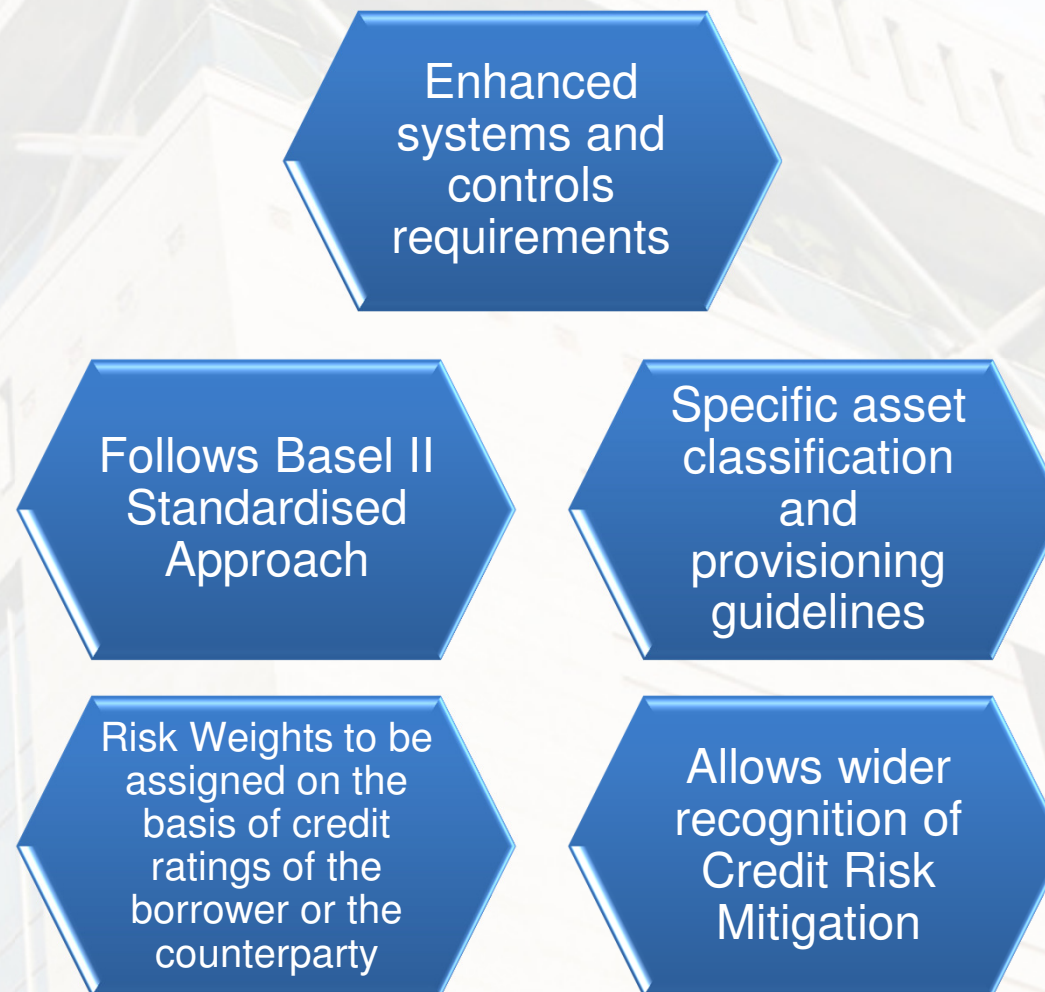 Enhanced
systems and
controls
requirements
Follows Basel II
Standardised
Approach
Specific asset
classification
and
provisioning
guidelines
Risk Weights to be
assigned on the
basis of credit
ratings of the
borrower or the
counterparty
Allows wider
recognition of
Credit Risk
Mitigation